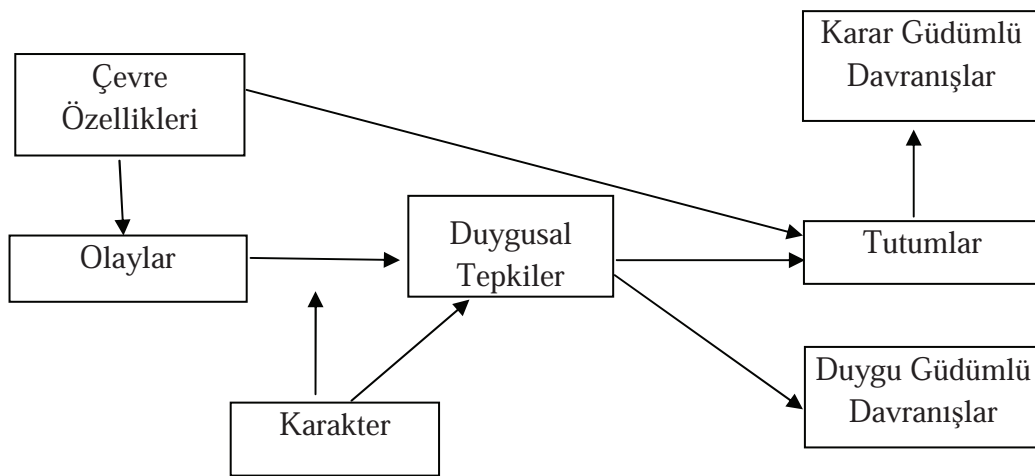 Çevre
Özellikleri
Olaylar
Karakter
Duygusal
Tepkiler
Karar Güdümlü
Davranışlar
Tutumlar
Duygu Güdümlü
Davranışlar